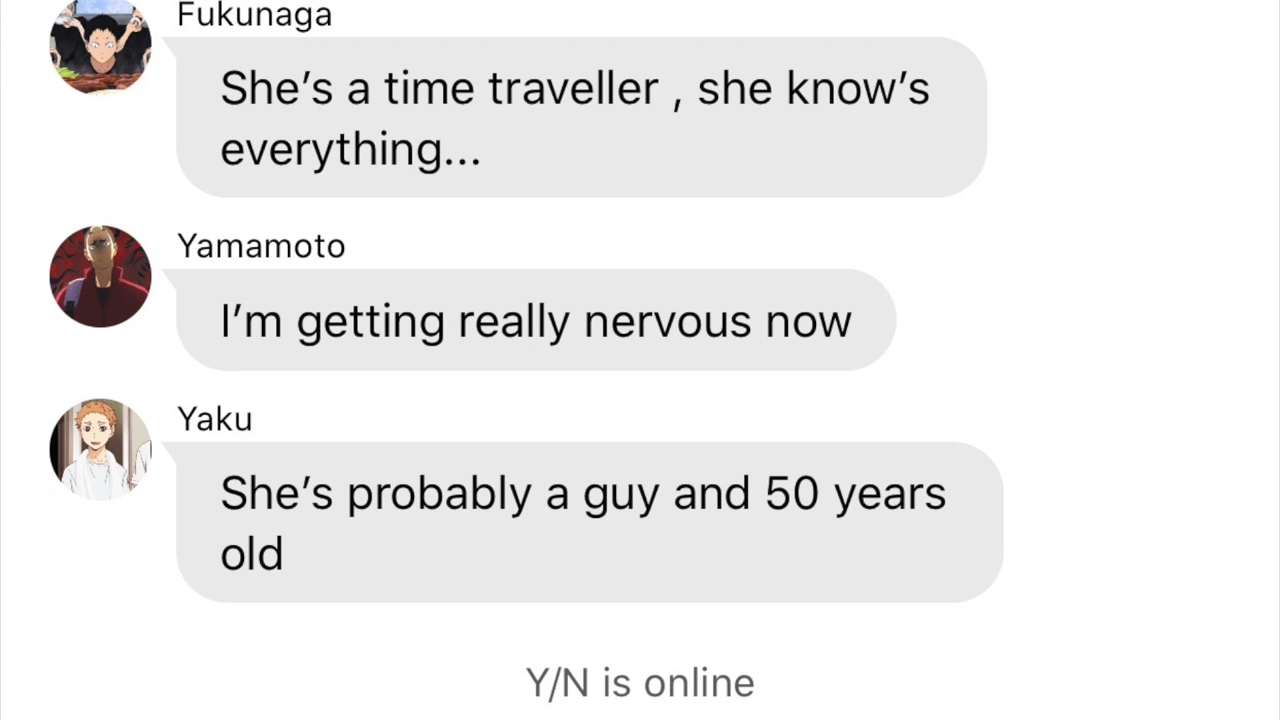 Fukunaga
She’s a time traveller , she know’s
everything...
Yamamoto
I’m getting really nervous now
Yaku
She’s probably a guy and 50 years
old
Y/N is online